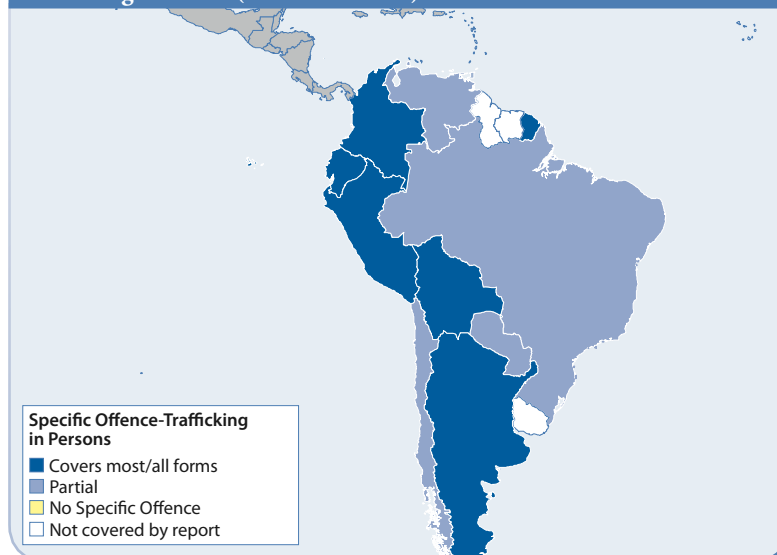 Specific Offence-Trafficking
in Persons
Covers most/all forms
Partial
No Specific Offence
Not covered by report